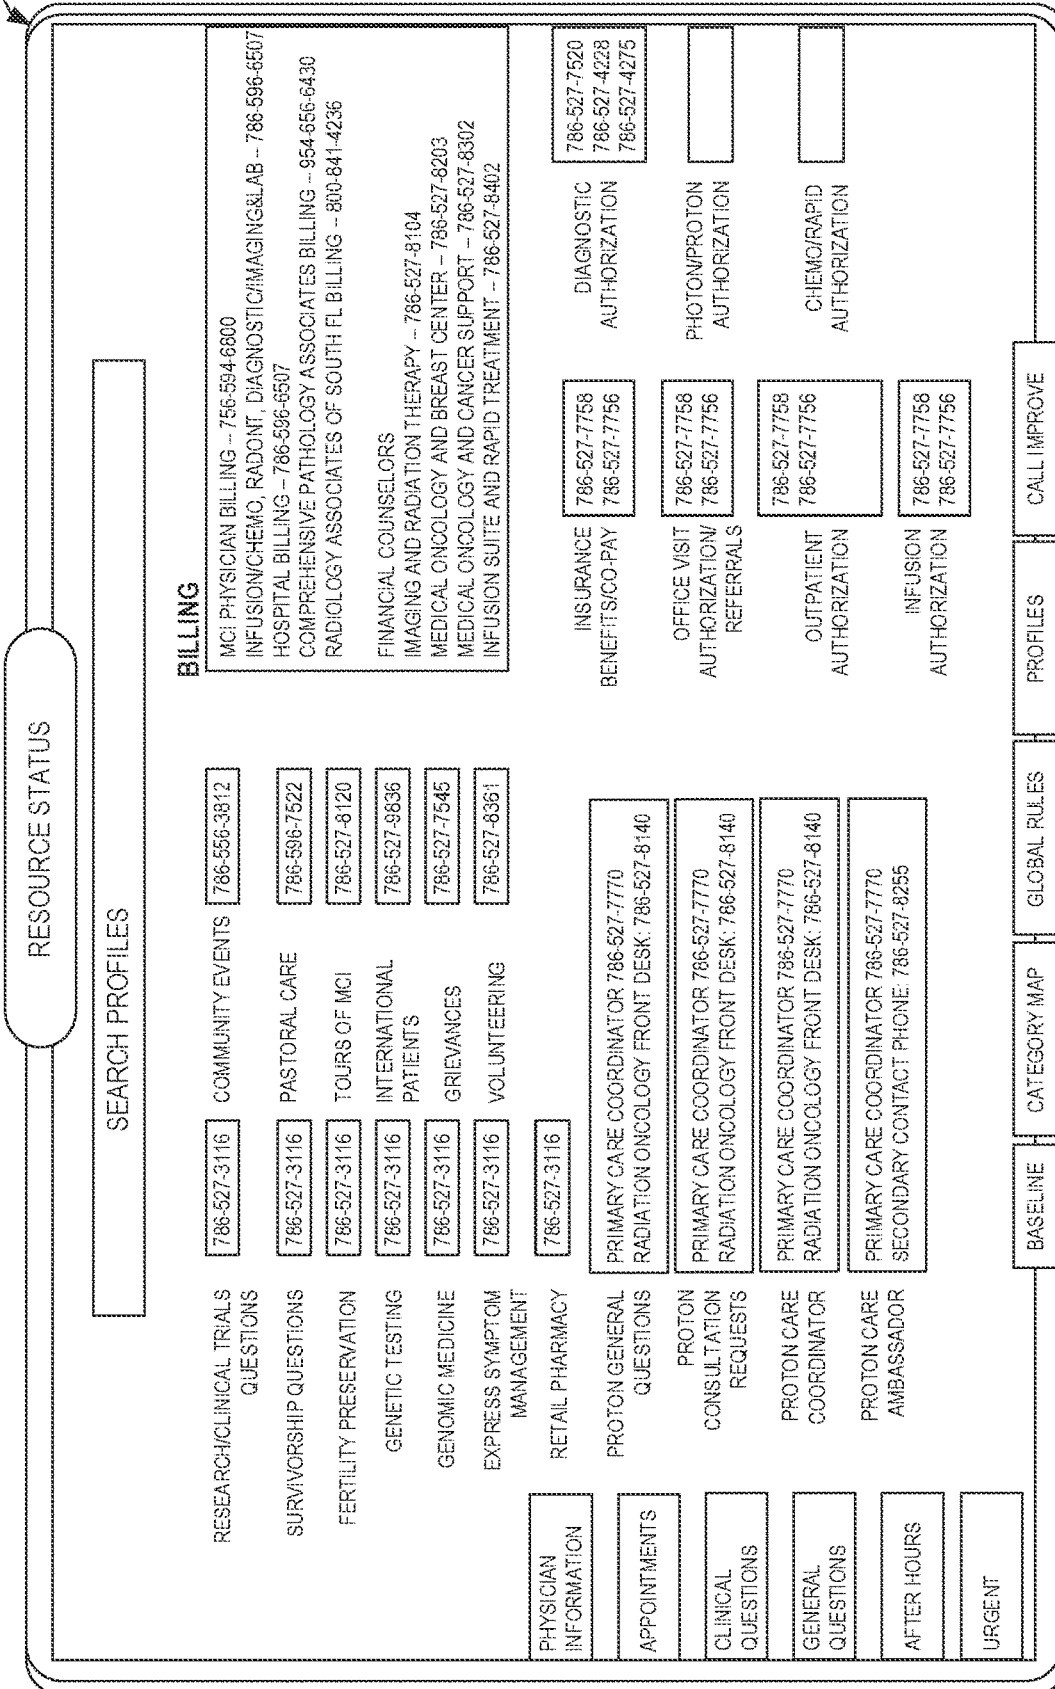 RESOURCE STATUS
SEARCH PROFILES
RESEARCH/CLINICAL TRIALS
QUESTIONS
786-527-3116
SURVIVORSHIP QUESTIONS
786-527-3116
FERTILITY PRESERVATION
786-527-3116
GENETIC TESTING
786-527-3116
GENOMIC MEDICINE
786-527-3116
EXPRESS SYMPTOM
MANAGEMENT
786-527-3116
RETAIL PHARMACY
786-527-3116
COMMUNITY EVENTS
786-556-3812
PASTORAL CARE
786-596-7522
TOURS OF MCI
786-527-8120
INTERNATIONAL
PATIENTS
786-527-9836
GRIEVANCES
786-527-7545
VOLUNTEERING
786-527-8361
BILLING
MCI PHYSICIAN BILLING – 756-594-6800
INFUSION/CHEMO, RADONT, DIAGNOSTIC/IMAGING&LAB – 786-596-6507
HOSPITAL BILLING – 786-596-6507
COMPREHENSIVE PATHOLOGY ASSOCIATES BILLING – 954-656-6430
RADIOLOGY ASSOCIATES OF SOUTH FL BILLING – 800-841-4236
FINANCIAL COUNSELORS
IMAGING AND RADIATION THERAPY – 786-527-8104
MEDICAL ONCOLOGY AND BREAST CENTER – 786-527-8203
MEDICAL ONCOLOGY AND CANCER SUPPORT – 786-527-8302
INFUSION SUITE AND RAPID TREATMENT – 786-527-8402
PHYSICIAN
INFORMATION
APPOINTMENTS
CLINICAL
QUESTIONS
GENERAL
QUESTIONS
AFTER HOURS
URGENT
PROTON GENERAL
QUESTIONS
PRIMARY CARE COORDINATOR 786-527-7770
RADIATION ONCOLOGY FRONT DESK: 786-527-8140
PROTON
CONSULTATION
REQUESTS
PRIMARY CARE COORDINATOR 786-527-7770
RADIATION ONCOLOGY FRONT DESK: 786-527-8140
PROTON CARE
COORDINATOR
PRIMARY CARE COORDINATOR 786-527-7770
RADIATION ONCOLOGY FRONT DESK: 786-527-8140
PROTON CARE
AMBASSADOR
PRIMARY CARE COORDINATOR 786-527-7770
SECONDARY CONTACT PHONE: 786-527-8255
INSURANCE
BENEFITS/CO-PAY
786-527-7758
786-527-7756
OFFICE VISIT
AUTHORIZATION/
REFERRALS
786-527-7758
786-527-7756
OUTPATIENT
AUTHORIZATION
786-527-7758
786-527-7756
INFUSION
AUTHORIZATION
786-527-7758
786-527-7756
DIAGNOSTIC
AUTHORIZATION
786-527-7520
786-527-4228
786-527-4275
PHOTON/PROTON
AUTHORIZATION
CHEMO/RAPID
AUTHORIZATION
BASELINE
CATEGORY MAP
GLOBAL RULES
PROFILES
CALL IMPROVE